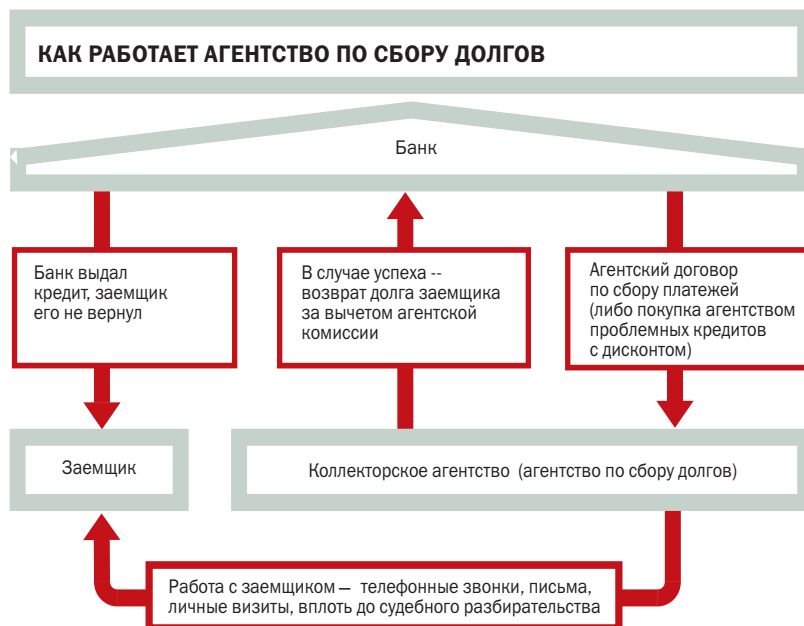 КАК РАБОТАЕТ АГЕНТСТВО ПО СБОРУ ДОЛГОВ
Банк
Банк выдал
кредит, заемщик
его не вернул
В случае успеха --
возврат долга заемщика
за вычетом агентской
комиссии
Агентский договор
по сбору платежей
(либо покупка агентством
проблемных кредитов
с дисконтом)
Заемщик
Коллекторское агентство (агентство по сбору долгов)
Работа с заемщиком — телефонные звонки, письма,
личные визиты, вплоть до судебного разбирательства